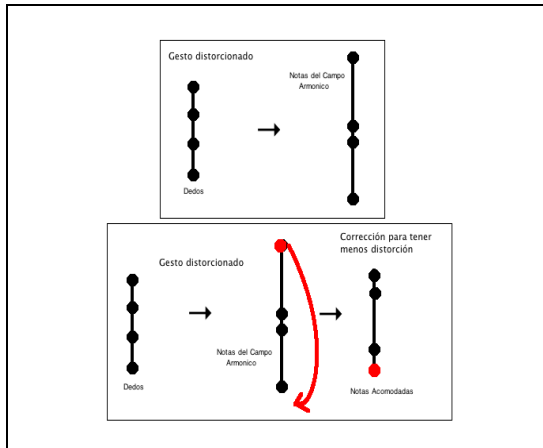 Gesto distorcionado
Notas del Campo
Armonico
Dedos
Corrección para tener
menos distorción
Gesto distorcionado
Notas del Campo
Armonico
Dedos
Notas Acomodadas